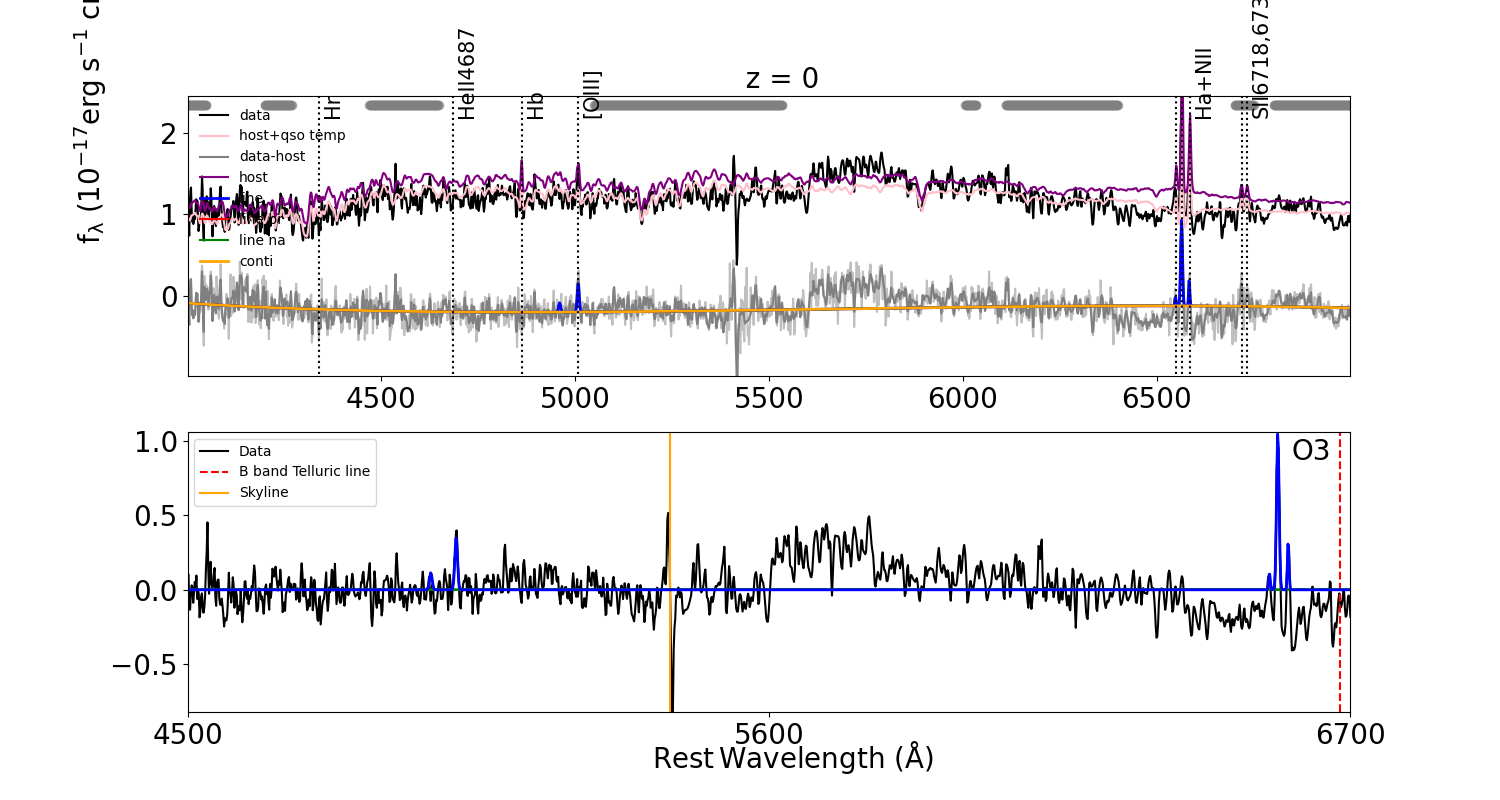 z = 0
Hr
HeII4687
Hb
[OIII]
Ha+NII
SII6718,673
f_λ (10^−17 erg s^−1 c
data
host+qso temp
data-host
host
line na
conti
2
1
0
4500 5000 5500 6000 6500
O3
Data
B band Telluric line
Skyline
1.0
0.5
0.0
−0.5
4500 5600 6700
Rest Wavelength (Å)